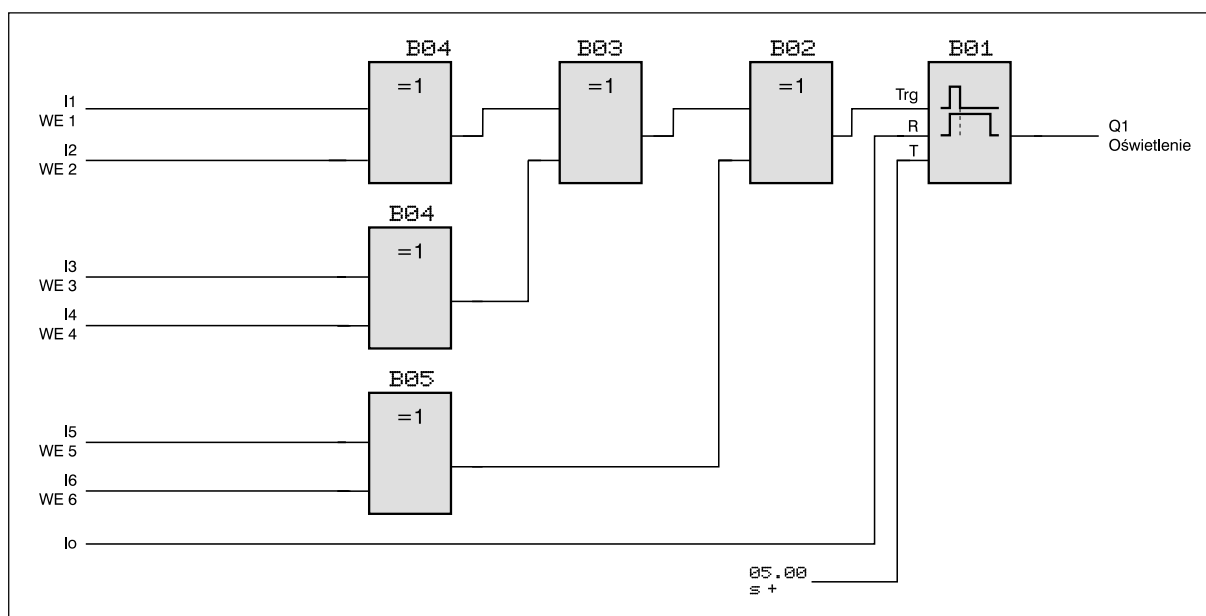 B04
B03
B02
B01
=1
=1
=1
I1
WE 1
Trg
R
T
Q1
Oświetlenie
I2
WE 2
B04
=1
I3
WE 3
I4
WE 4
B05
=1
I5
WE 5
I6
WE 6
Io
05.00
s +